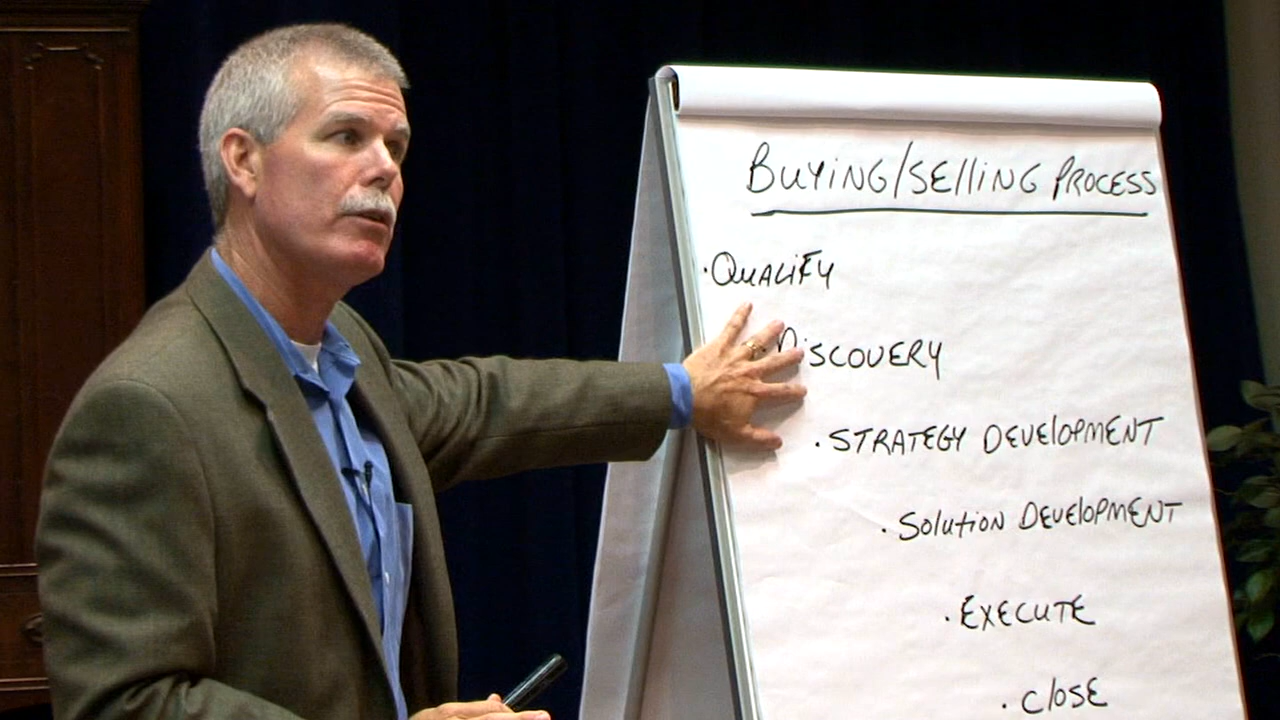 BUYING/SELLING PROCESS
· QUALIFY
DISCOVERY
· STRATEGY DEVELOPMENT
· SOLUTION DEVELOPMENT
· EXECUTE
· CLOSE